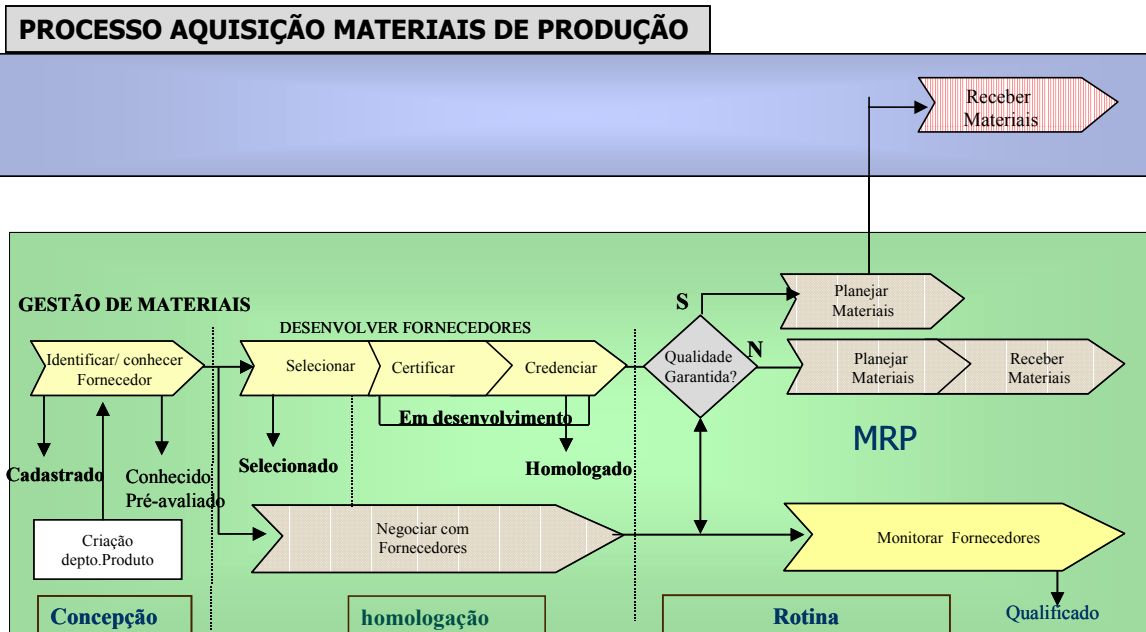 PROCESSO AQUISIÇÃO MATERIAIS DE PRODUÇÃO
Receber
Materiais
GESTÃO DE MATERIAIS
DESENVOLVER FORNECEDORES
S
Planejar
Materiais
Identificar/ conhecer
Fornecedor
Selecionar
Certificar
Credenciar
Qualidade
Garantida?
N
Planejar
Materiais
Receber
Materiais
Em desenvolvimento
MRP
Cadastrado
Conhecido
Pré-avaliado
Selecionado
Homologado
Criação
depto.Produto
Negociar com
Fornecedores
Monitorar Fornecedores
Qualificado
Concepção
homologação
Rotina